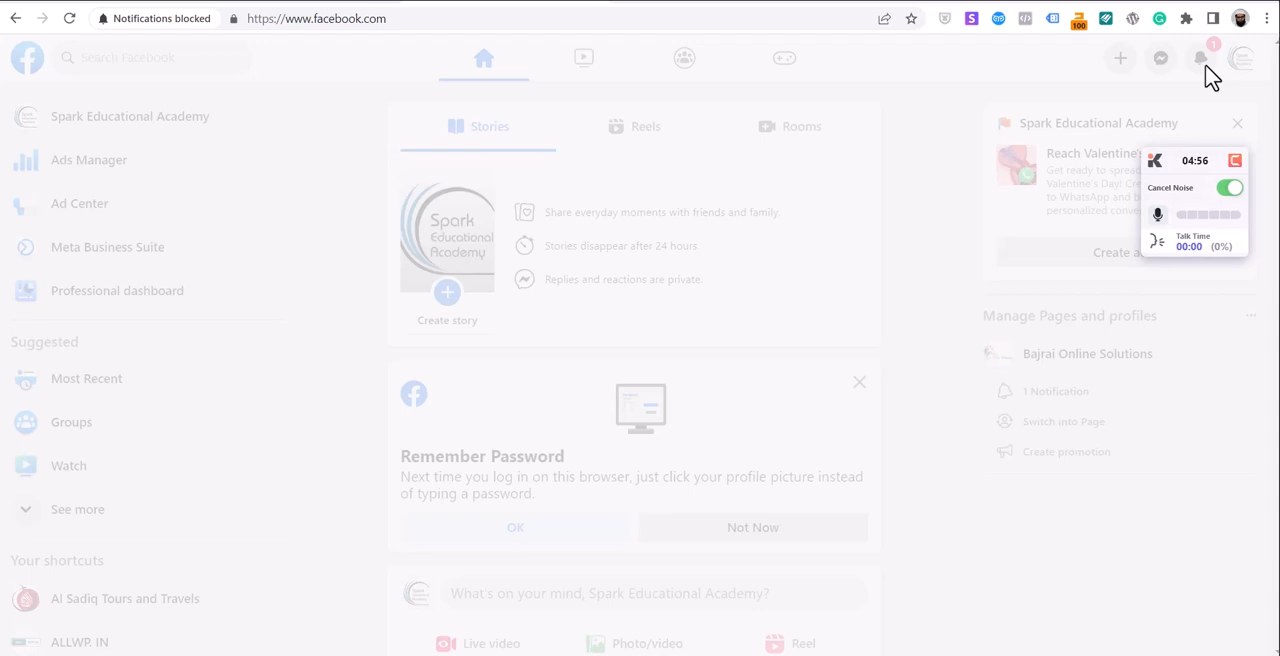 Notifications blocked
https://www.facebook.com
100
Search Facebook
1
Spark Educational Academy
Ads Manager
Ad Center
Meta Business Suite
Professional dashboard
Suggested
Most Recent
Groups
Watch
See more
Your shortcuts
Al Sadiq Tours and Travels
ALLWP. IN
Stories
Reels
Rooms
Spark
Educational
Academy
Create story
Share everyday moments with friends and family.
Stories disappear after 24 hours.
Replies and reactions are private.
Remember Password
Next time you log in on this browser, just click your profile picture instead
of typing a password.
OK
Not Now
What's on your mind, Spark Educational Academy?
Live video
Photo/video
Reel
Spark Educational Academy
Reach Valentine's
Get ready to sprea
Valentine's Day! Cre
to WhatsApp and b
personalized conve
Create a
04:56
Cancel Noise
Talk Time
00:00 (0%)
Manage Pages and profiles
Bajrai Online Solutions
1 Notification
Switch into Page
Create promotion